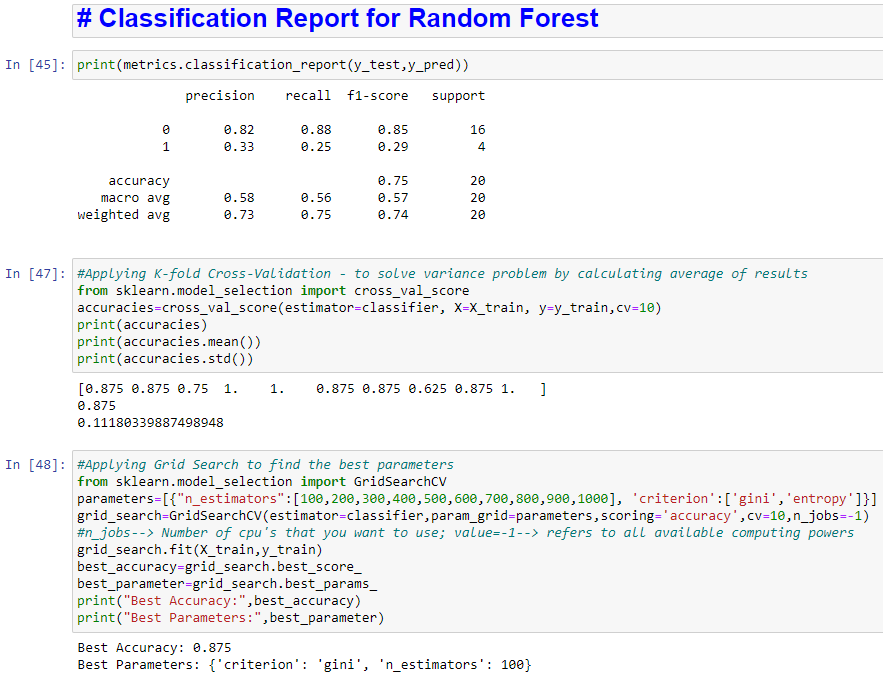 # Classification Report for Random Forest
In [45]: print(metrics.classification_report(y_test,y_pred))
precision recall f1-score support
0 0.82 0.88 0.85 16
1 0.33 0.25 0.29 4
accuracy 0.75 20
macro avg 0.58 0.56 0.57 20
weighted avg 0.73 0.75 0.74 20
In [47]: #Applying K-fold Cross-Validation - to solve variance problem by calculating average of results
from sklearn.model_selection import cross_val_score
accuracies=cross_val_score(estimator=classifier, X=X_train, y=y_train,cv=10)
print(accuracies)
print(accuracies.mean())
print(accuracies.std())
[0.875 0.875 0.75 1. 1. 0.875 0.875 0.625 0.875 1. ]
0.875
0.11180339887498948
In [48]: #Applying Grid Search to find the best parameters
from sklearn.model_selection import GridSearchCV
parameters=[{"n_estimators":[100,200,300,400,500,600,700,800,900,1000], 'criterion':['gini','entropy']}]
grid_search=GridSearchCV(estimator=classifier,param_grid=parameters,scoring='accuracy',cv=10,n_jobs=-1)
#n_jobs--> Number of cpu's that you want to use; value=-1--> refers to all available computing powers
grid_search.fit(X_train,y_train)
best_accuracy=grid_search.best_score_
best_parameter=grid_search.best_params_
print("Best Accuracy:",best_accuracy)
print("Best Parameters:",best_parameter)
Best Accuracy: 0.875
Best Parameters: {'criterion': 'gini', 'n_estimators': 100}